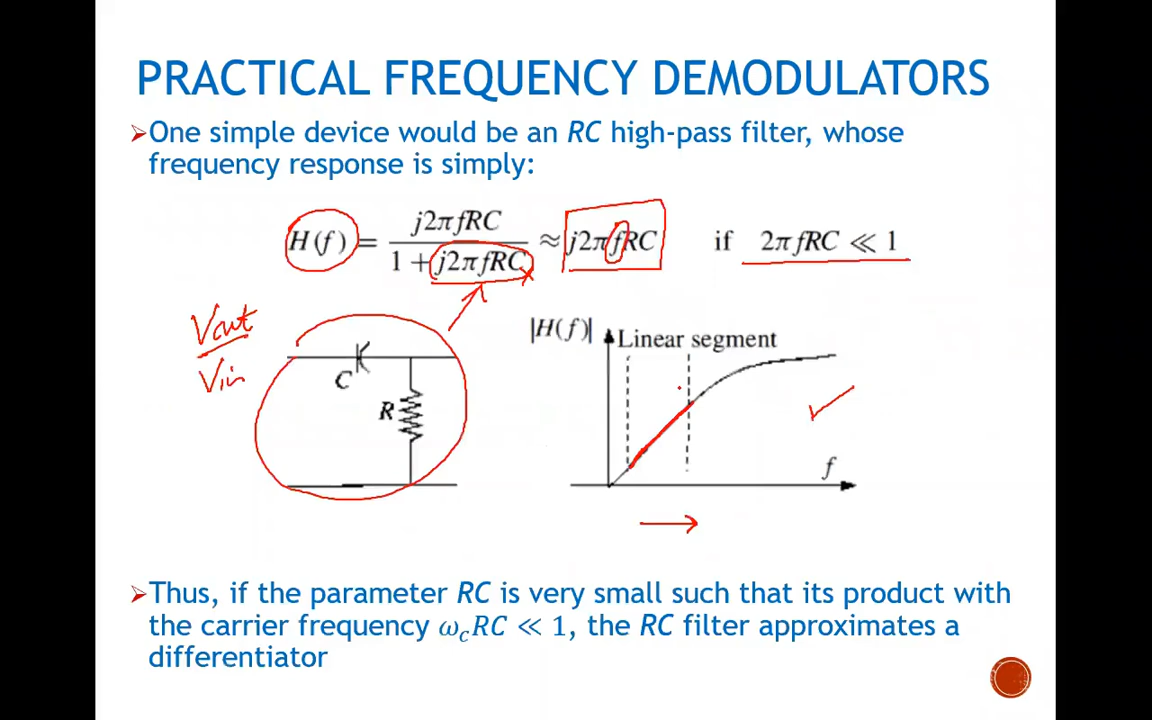 PRACTICAL FREQUENCY DEMODULATORS
➢One simple device would be an RC high-pass filter, whose
frequency response is simply:
H(f) = j2πfRC / 1 + j2πfRC ≈ j2πfRC if 2πfRC ≪ 1
Vout
Vin
C
R
|H(f)|
Linear segment
f
➢Thus, if the parameter RC is very small such that its product with
the carrier frequency ω_cRC ≪ 1, the RC filter approximates a
differentiator